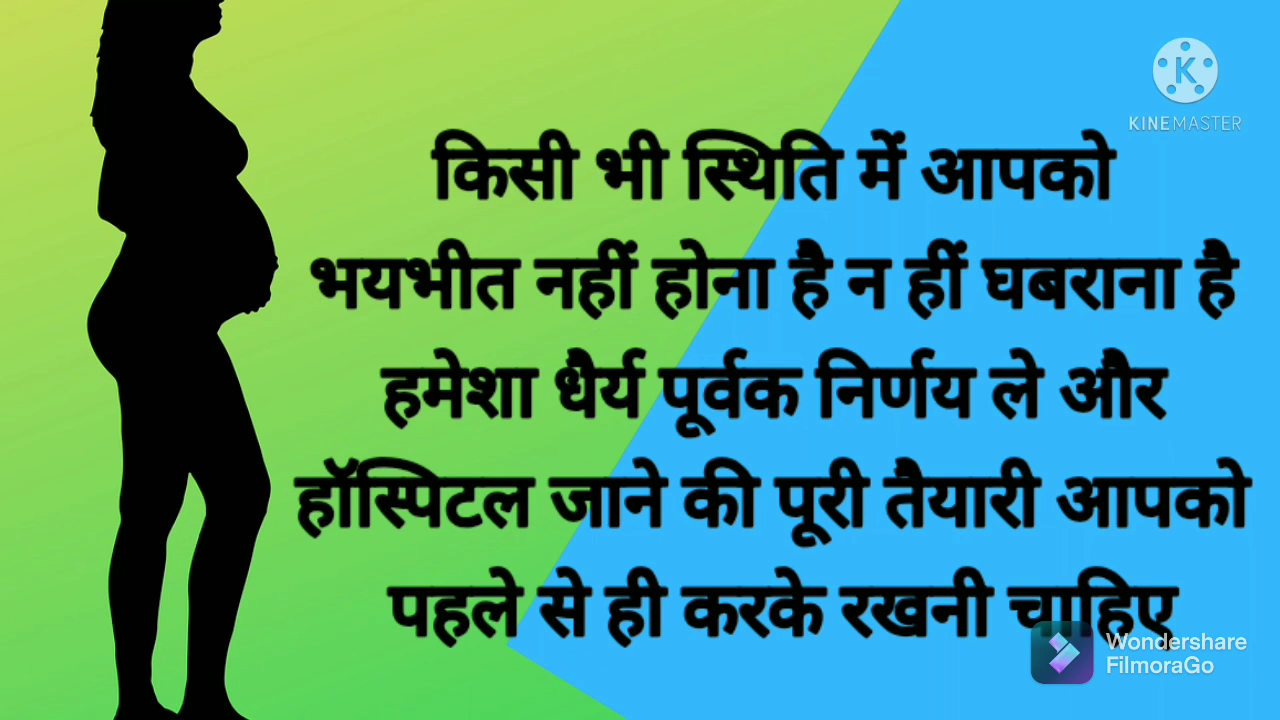 किसी भी स्थिति में आपको
भयभीत नहीं होना है न हीं घबराना है
हमेशा धैर्य पूर्वक निर्णय ले और
हॉस्पिटल जाने की पूरी तैयारी आपको
पहले से ही करके रखनी चाहिए
K
KINEMASTER
Wondershare
FilmoraGo